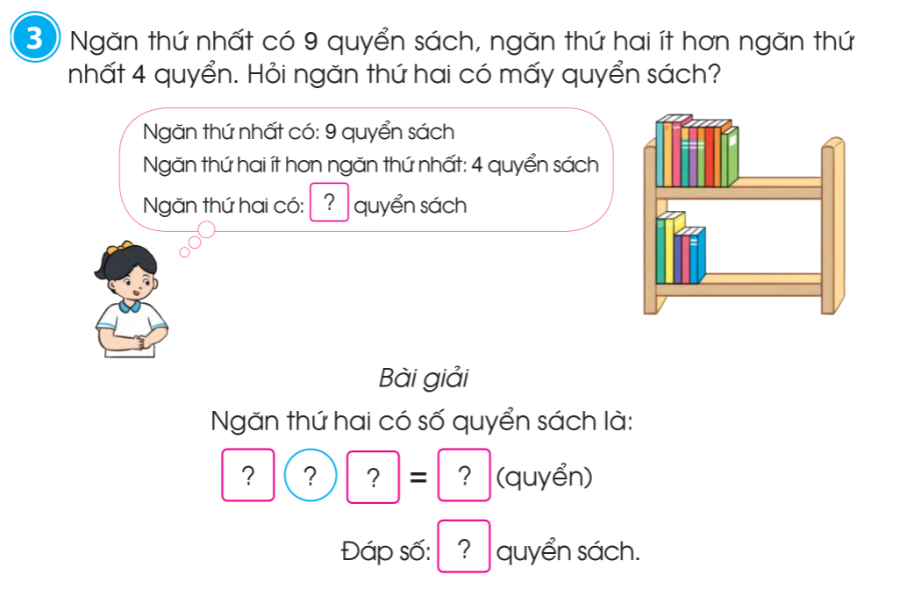 3 Ngăn thứ nhất có 9 quyển sách, ngăn thứ hai ít hơn ngăn thứ
nhất 4 quyển. Hỏi ngăn thứ hai có mấy quyển sách?
Ngăn thứ nhất có: 9 quyển sách
Ngăn thứ hai ít hơn ngăn thứ nhất: 4 quyển sách
Ngăn thứ hai có: ? quyển sách
Bài giải
Ngăn thứ hai có số quyển sách là:
? ? ? = ? (quyển)
Đáp số: ? quyển sách.